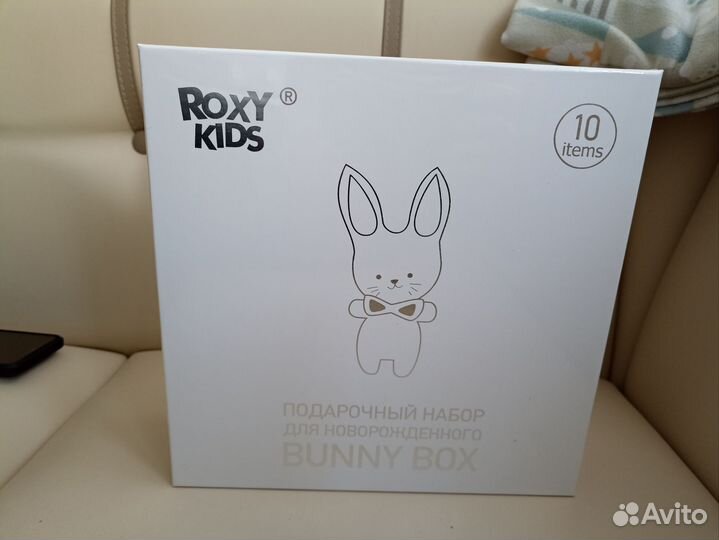 ROXY ®
KIDS
10
items
ПОДАРОЧНЫЙ НАБОР
ДЛЯ НОВОРОЖДЕННОГО
BUNNY BOX
Avito